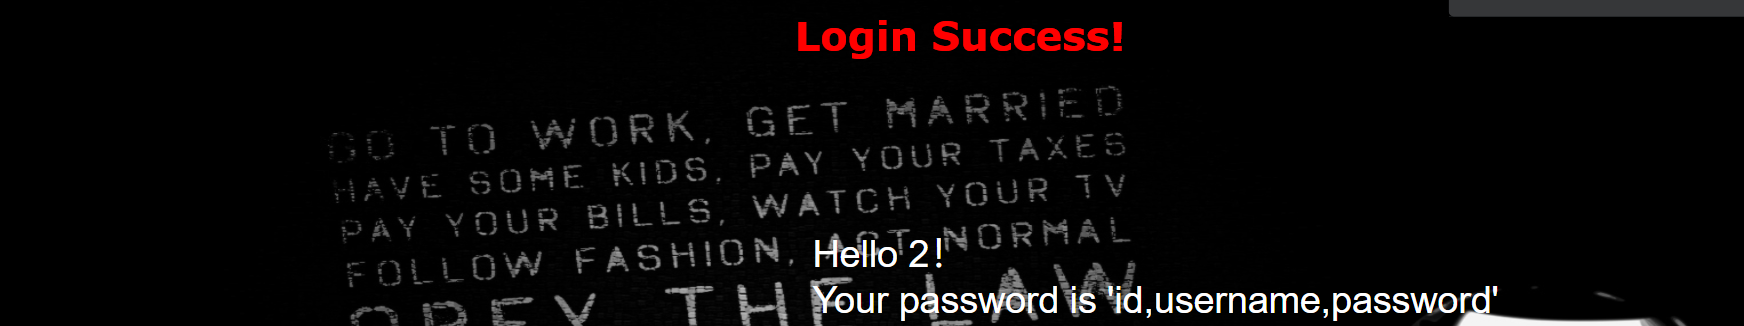 Login Success!
GO TO WORK, GET MARRIED
HAVE SOME KIDS, PAY YOUR TAXES
PAY YOUR BILLS, WATCH YOUR TV
FOLLOW FASHION, ACT NORMAL
OBEY THE LAW
Hello 2!
Your password is 'id,username,password'